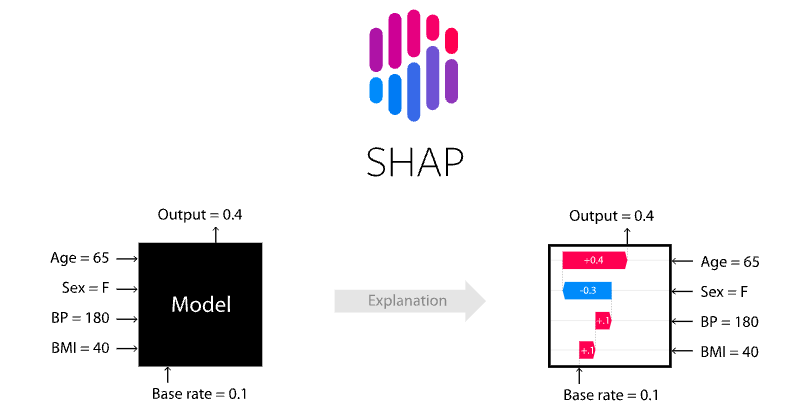 SHAP
Output = 0.4
Age = 65
Sex = F
BP = 180
BMI = 40
Model
Base rate = 0.1
Explanation
Output = 0.4
+0.4
-0.3
+.1
+.1
Age = 65
Sex = F
BP = 180
BMI = 40
Base rate = 0.1